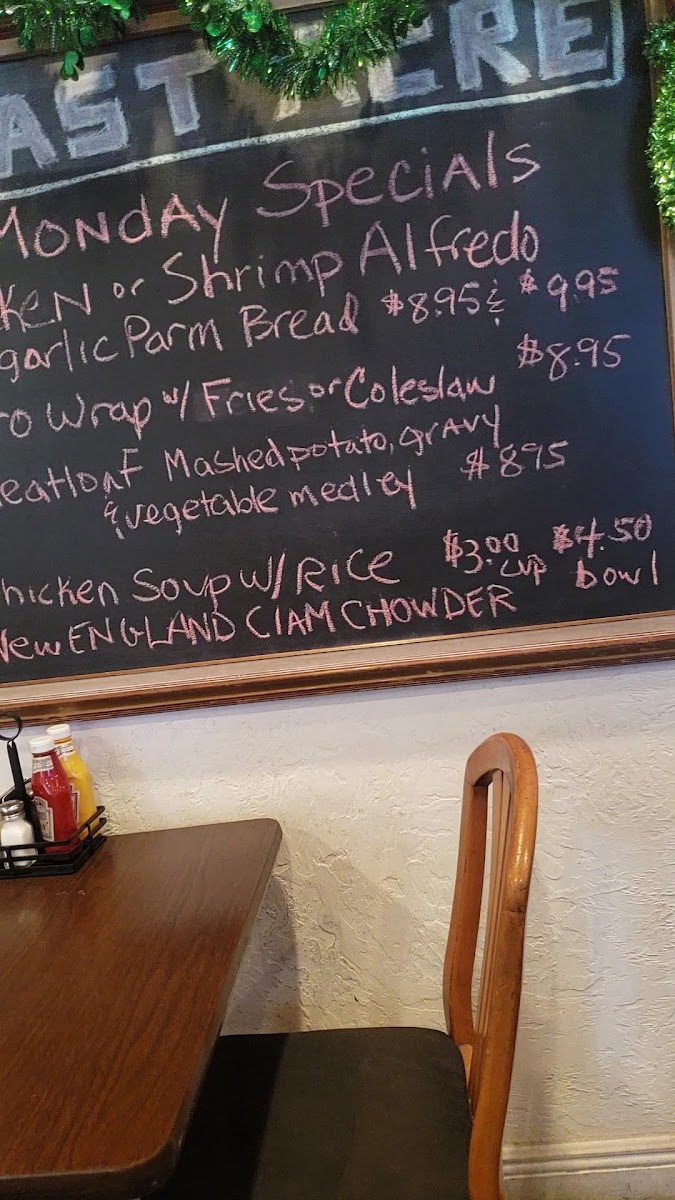 AST HERE
MONDAY Specials
KEN or Shrimp Alfredo
garlic Parm Bread $8.95 & $9.95
ro Wrap w/ Fries or Coleslaw $8.95
eatloaf Mashed potato, gravy
& vegetable medley $8.95
hicken Soup w/ RICE $3.00 cup $4.50 bowl
New ENGLAND ClAM CHOWDER